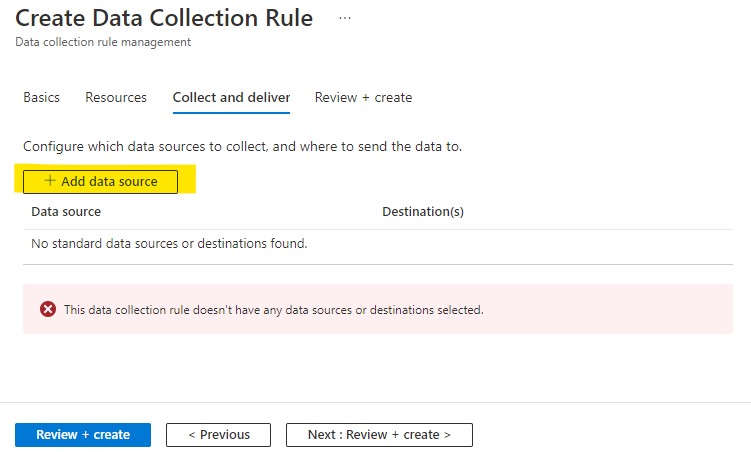 Create Data Collection Rule ...
Data collection rule management
Basics Resources Collect and deliver Review + create
Configure which data sources to collect, and where to send the data to.
+ Add data source
Data source Destination(s)
No standard data sources or destinations found.
This data collection rule doesn't have any data sources or destinations selected.
Review + create < Previous Next : Review + create >